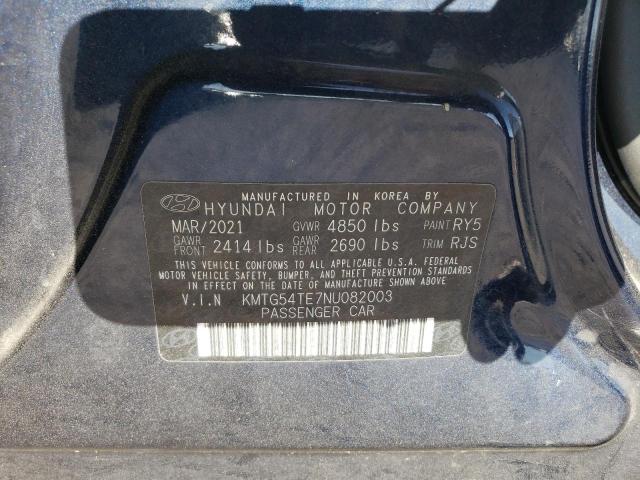 MANUFACTURED IN KOREA BY
HYUNDAI MOTOR COMPANY
MAR/2021 GVWR 4850 lbs PAINT RY5
GAWR FRONT 2414 lbs GAWR REAR 2690 lbs TRIM RJS
THIS VEHICLE CONFORMS TO ALL APPLICABLE U.S.A. FEDERAL
MOTOR VEHICLE SAFETY, BUMPER, AND THEFT PREVENTION STANDARDS
IN EFFECT ON THE DATE OF MANUFACTURE SHOWN ABOVE.
V.I.N KMTG54TE7NU082003
PASSENGER CAR